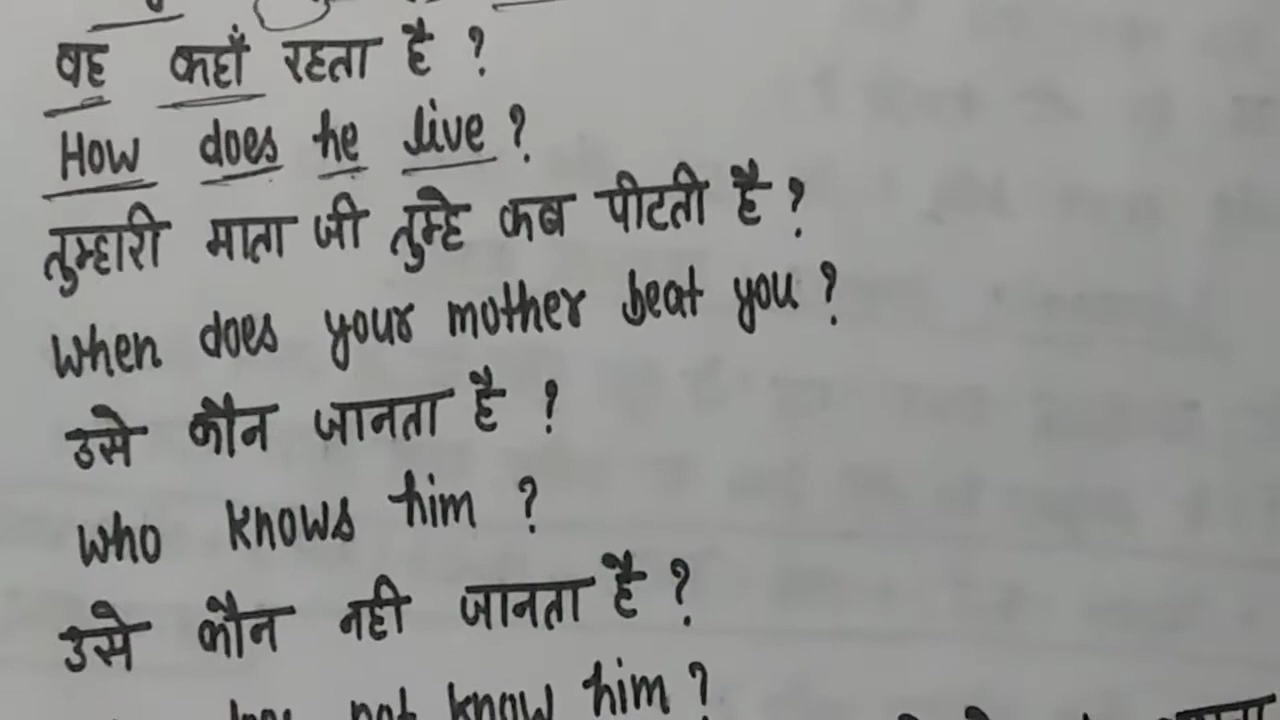 वह कहाँ रहता है ?
How does he live ?
तुम्हारी माता जी तुम्हे कब पीटती है ?
When does your mother beat you ?
उसे कौन जानता है ?
who knows him ?
उसे कौन नही जानता है ?
not know him ?